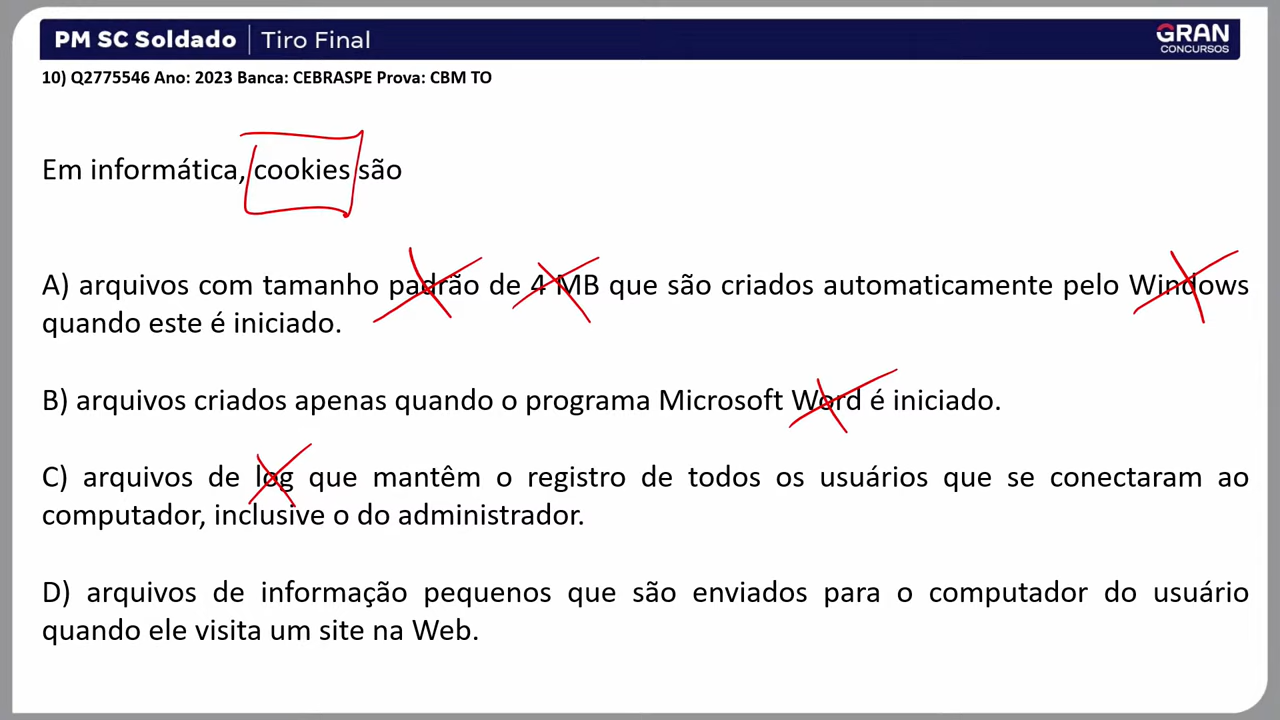 PM SC Soldado | Tiro Final
GRAN CONCURSOS
10) Q2775546 Ano: 2023 Banca: CEBRASPE Prova: CBM TO
Em informática, cookies são
A) arquivos com tamanho padrão de 4 MB que são criados automaticamente pelo Windows
quando este é iniciado.
B) arquivos criados apenas quando o programa Microsoft Word é iniciado.
C) arquivos de log que mantêm o registro de todos os usuários que se conectaram ao
computador, inclusive o do administrador.
D) arquivos de informação pequenos que são enviados para o computador do usuário
quando ele visita um site na Web.